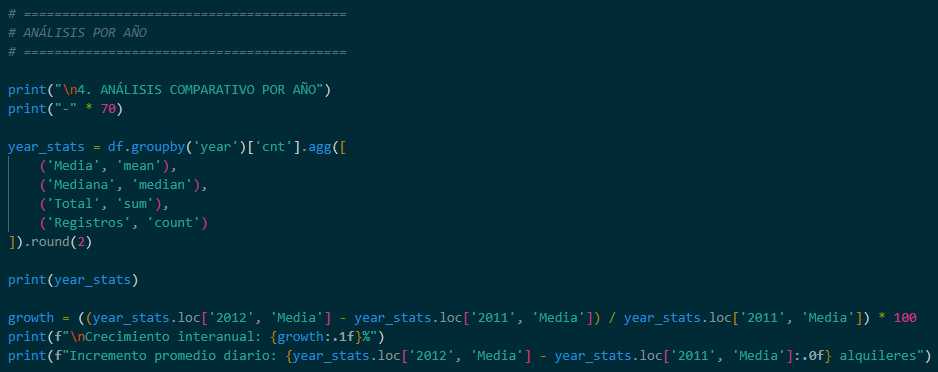 # ==========================================
# ANÁLISIS POR AÑO
# ==========================================
print("\n4. ANÁLISIS COMPARATIVO POR AÑO")
print("-" * 70)
year_stats = df.groupby('year')['cnt'].agg([
    ('Media', 'mean'),
    ('Mediana', 'median'),
    ('Total', 'sum'),
    ('Registros', 'count')
]).round(2)
print(year_stats)
growth = ((year_stats.loc['2012', 'Media'] - year_stats.loc['2011', 'Media']) / year_stats.loc['2011', 'Media']) * 100
print(f"\nCrecimiento interanual: {growth:.1f}%")
print(f"Incremento promedio diario: {year_stats.loc['2012', 'Media'] - year_stats.loc['2011', 'Media']:.0f} alquileres")